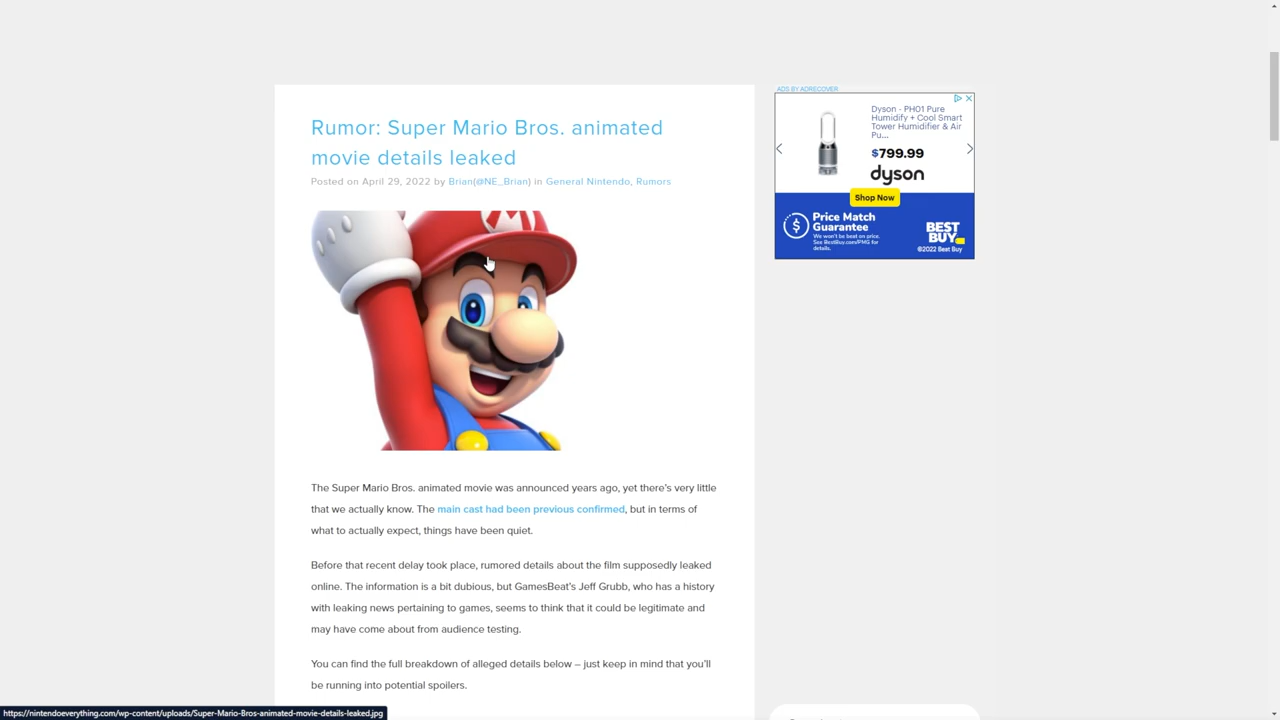 Rumor: Super Mario Bros. animated
movie details leaked
Posted on April 29, 2022 by Brian(@NE_Brian) in General Nintendo, Rumors
M
The Super Mario Bros. animated movie was announced years ago, yet there's very little
that we actually know. The main cast had been previous confirmed, but in terms of
what to actually expect, things have been quiet.
Before that recent delay took place, rumored details about the film supposedly leaked
online. The information is a bit dubious, but GamesBeat's Jeff Grubb, who has a history
with leaking news pertaining to games, seems to think that it could be legitimate and
may have come about from audience testing.
You can find the full breakdown of alleged details below – just keep in mind that you'll
be running into potential spoilers.
ADS BY ADRECOVER
Dyson - PH01 Pure
Humidify + Cool Smart
Tower Humidifier & Air
Pu...
$799.99
dyson
Shop Now
Price Match
Guarantee
We won't be beat on price.
See BestBuy.com/PMG for
details.
BEST
BUY
©2022 Best Buy
https://nintendoeverything.com/wp-content/uploads/Super-Mario-Bros-animated-movie-details-leaked.jpg